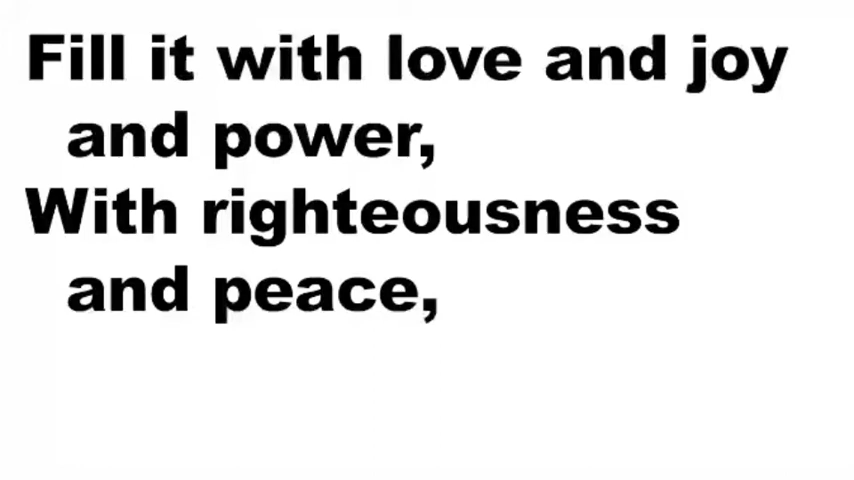 Fill it with love and joy
and power,
With righteousness
and peace,